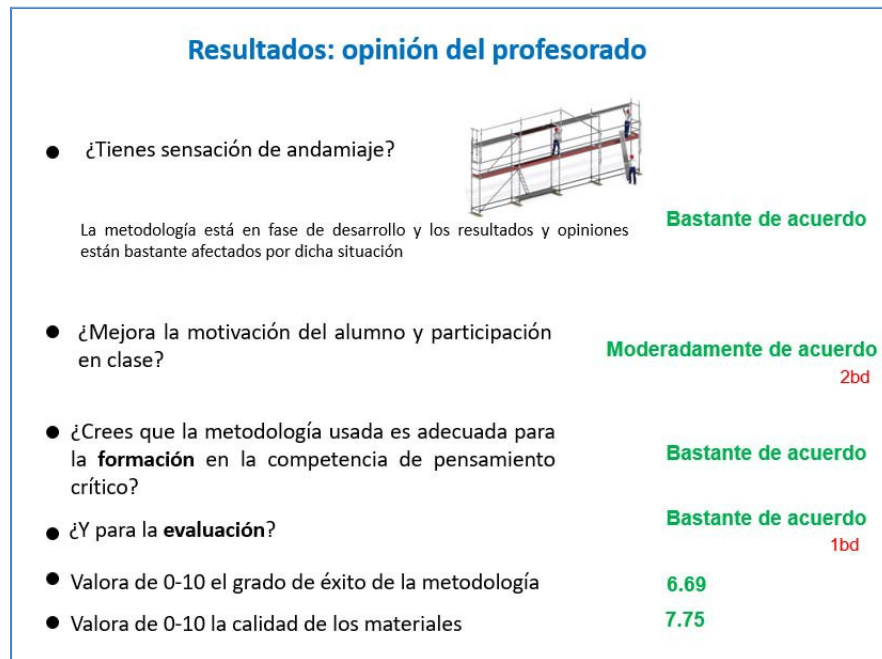 Resultados: opinión del profesorado
● ¿Tienes sensación de andamiaje?
La metodología está en fase de desarrollo y los resultados y opiniones
están bastante afectados por dicha situación
Bastante de acuerdo
● ¿Mejora la motivación del alumno y participación
en clase?
Moderadamente de acuerdo
2bd
● ¿Crees que la metodología usada es adecuada para
la formación en la competencia de pensamiento
crítico?
Bastante de acuerdo
● ¿Y para la evaluación?
Bastante de acuerdo
1bd
● Valora de 0-10 el grado de éxito de la metodología
6.69
● Valora de 0-10 la calidad de los materiales
7.75